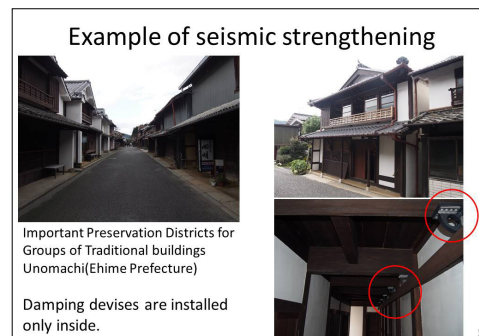 Example of seismic strengthening
Important Preservation Districts for
Groups of Traditional buildings
Unomachi(Ehime Prefecture)
Damping devises are installed
only inside.